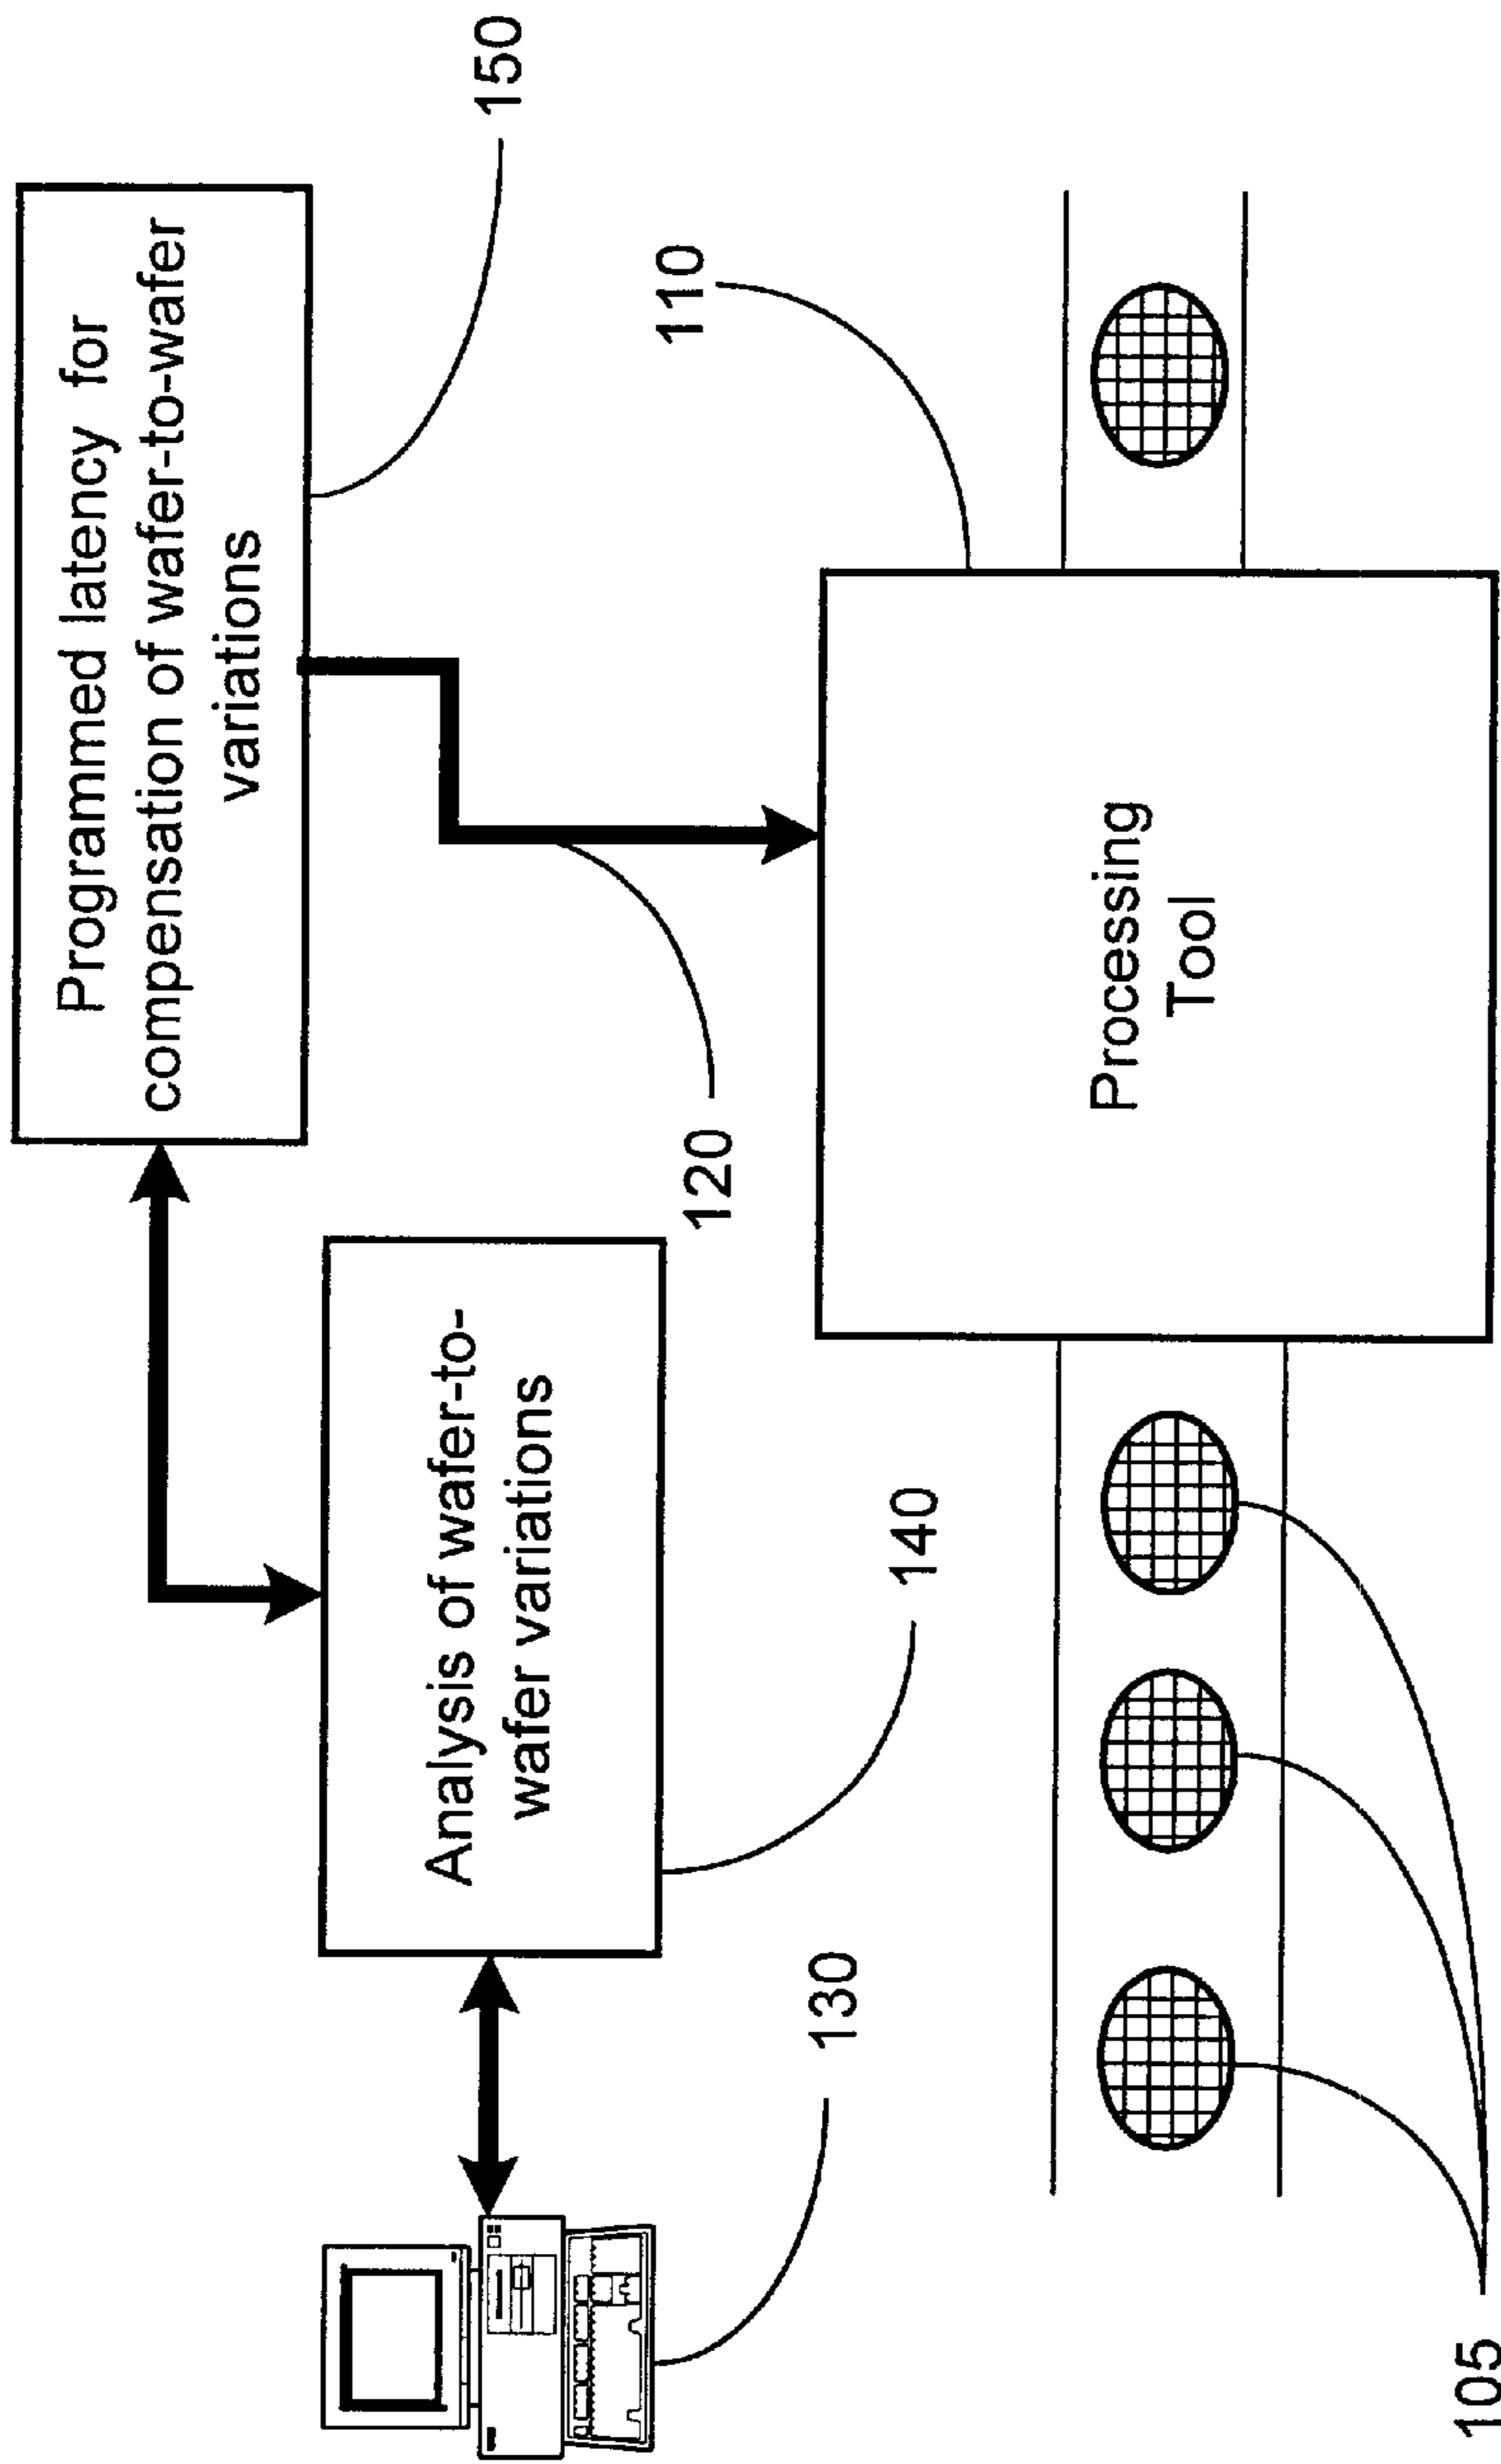 Programmed latency for
compensation of wafer-to-wafer
variations
150
Analysis of wafer-to-
wafer variations
120
110
140
130
Processing
Tool
105